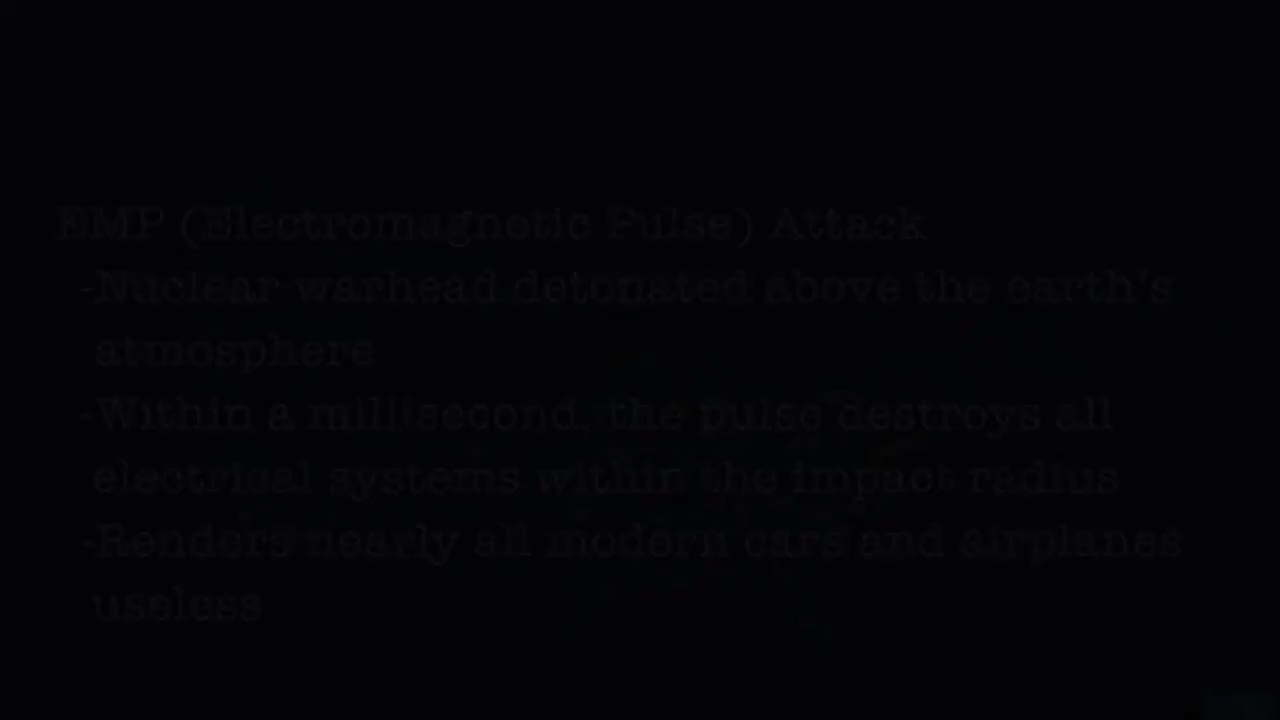 EMP (Electromagnetic Pulse) Attack
-Nuclear warhead detonated above the earth's
atmosphere
-Within a millisecond, the pulse destroys all
electrical systems within the impact radius
-Renders nearly all modern cars and airplanes
useless